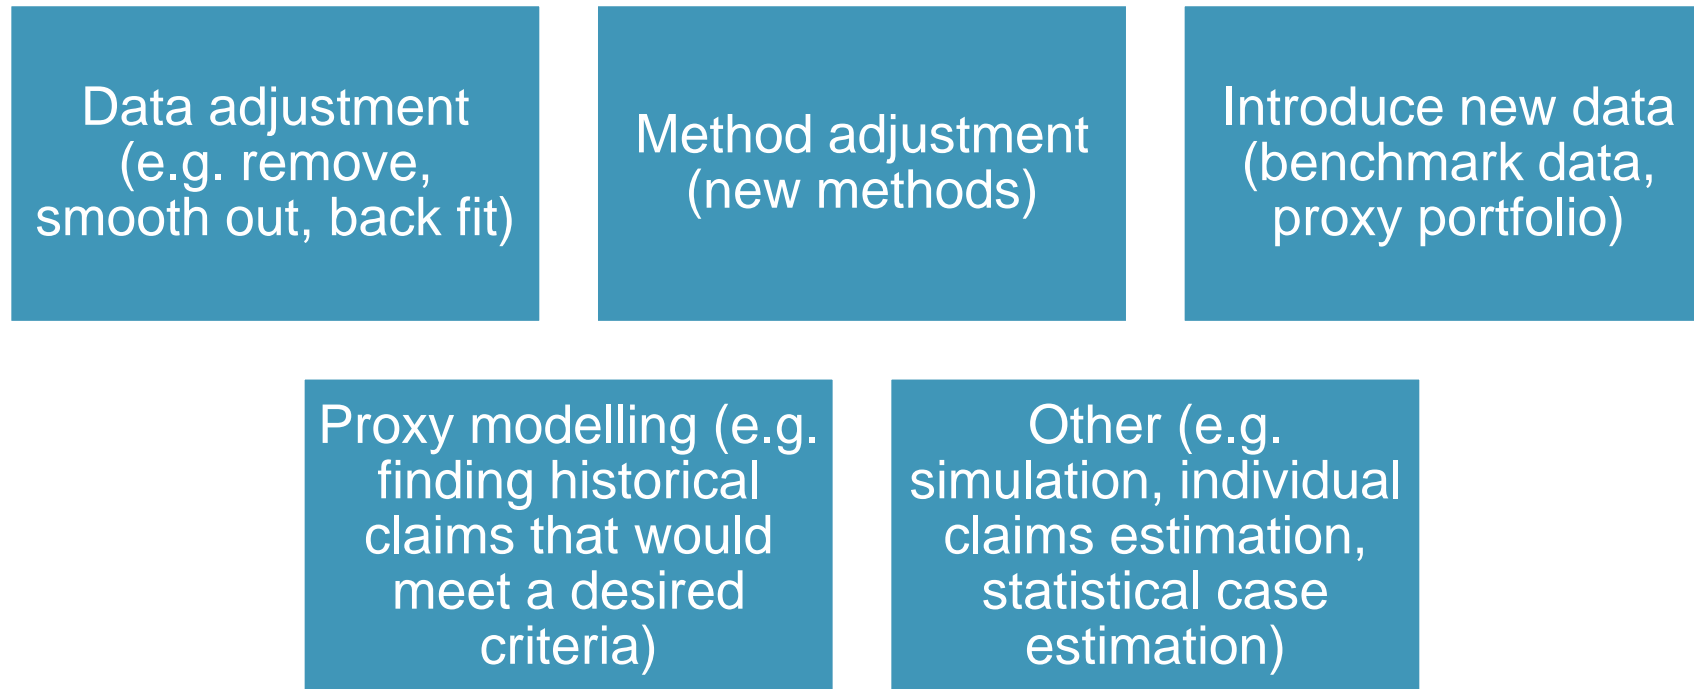 Data adjustment
(e.g. remove,
smooth out, back fit)
Method adjustment
(new methods)
Introduce new data
(benchmark data,
proxy portfolio)
Proxy modelling (e.g.
finding historical
claims that would
meet a desired
criteria)
Other (e.g.
simulation, individual
claims estimation,
statistical case
estimation)